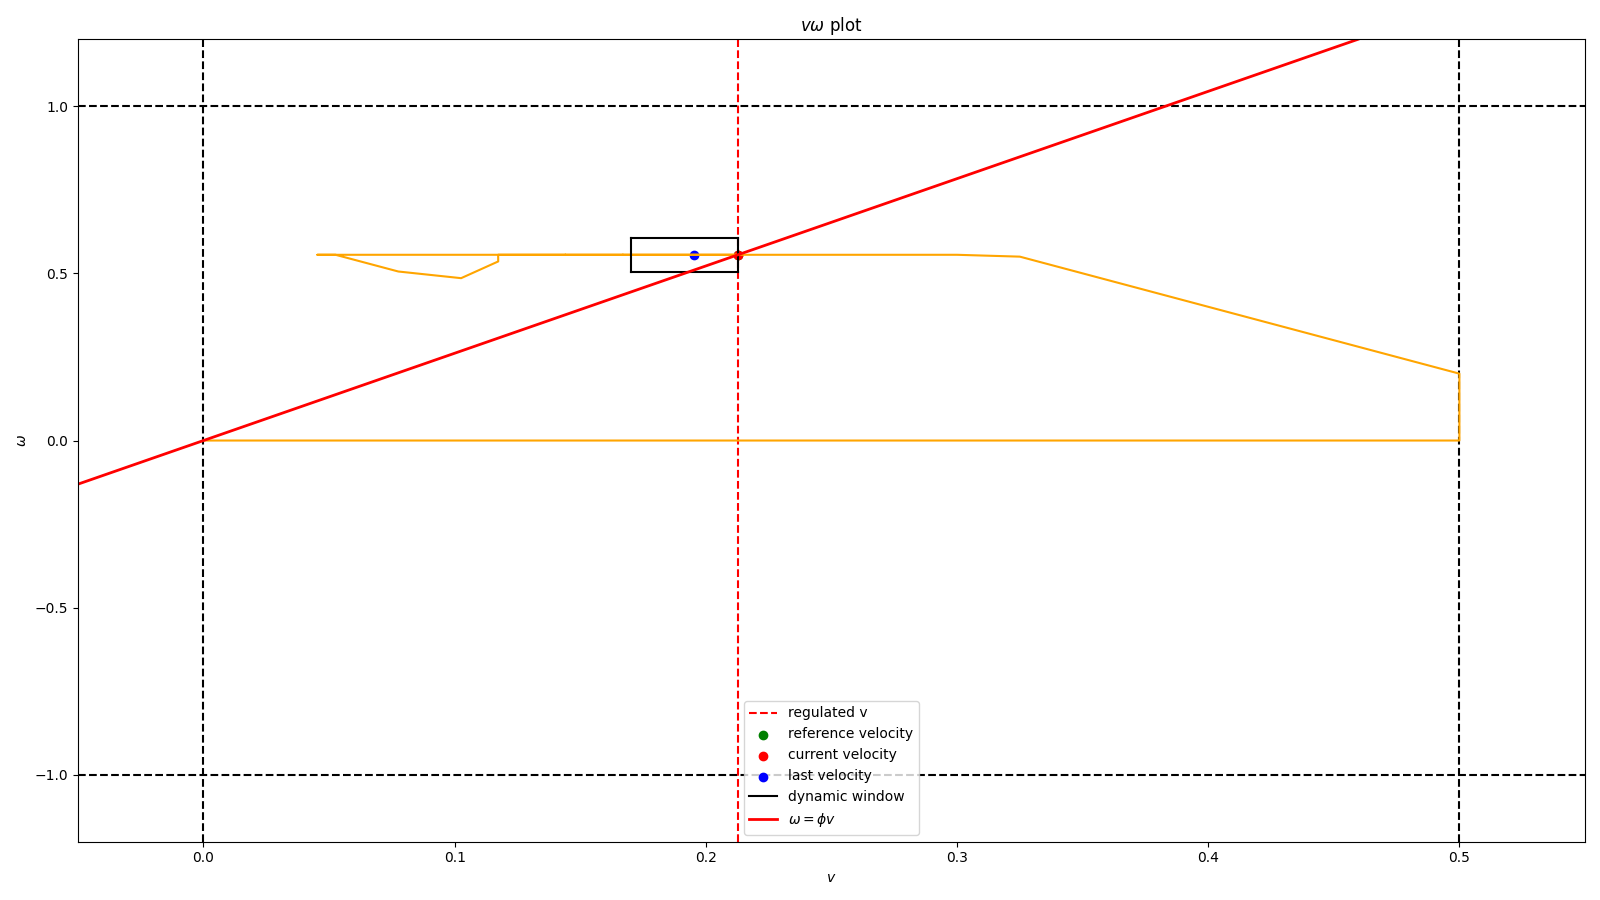 vω plot
1.0
0.5
0.0
−0.5
−1.0
ω
0.0
0.1
0.2
0.3
0.4
0.5
v
regulated v
reference velocity
current velocity
last velocity
dynamic window
ω = ϕv